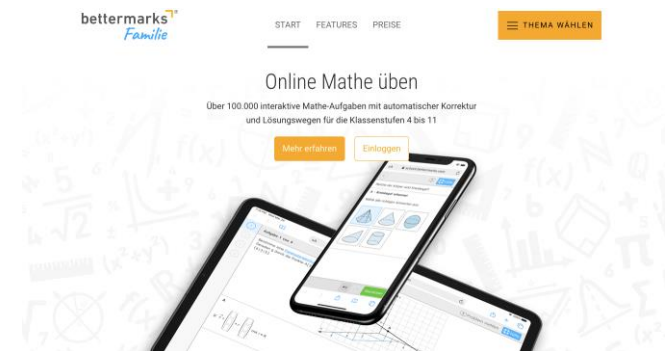 bettermarks
Familie
START FEATURES PREISE
THEMA WÄHLEN
Online Mathe üben
Über 100.000 interaktive Mathe-Aufgaben mit automatischer Korrektur
und Lösungswegen für die Klassenstufen 4 bis 11
Mehr erfahren Einloggen